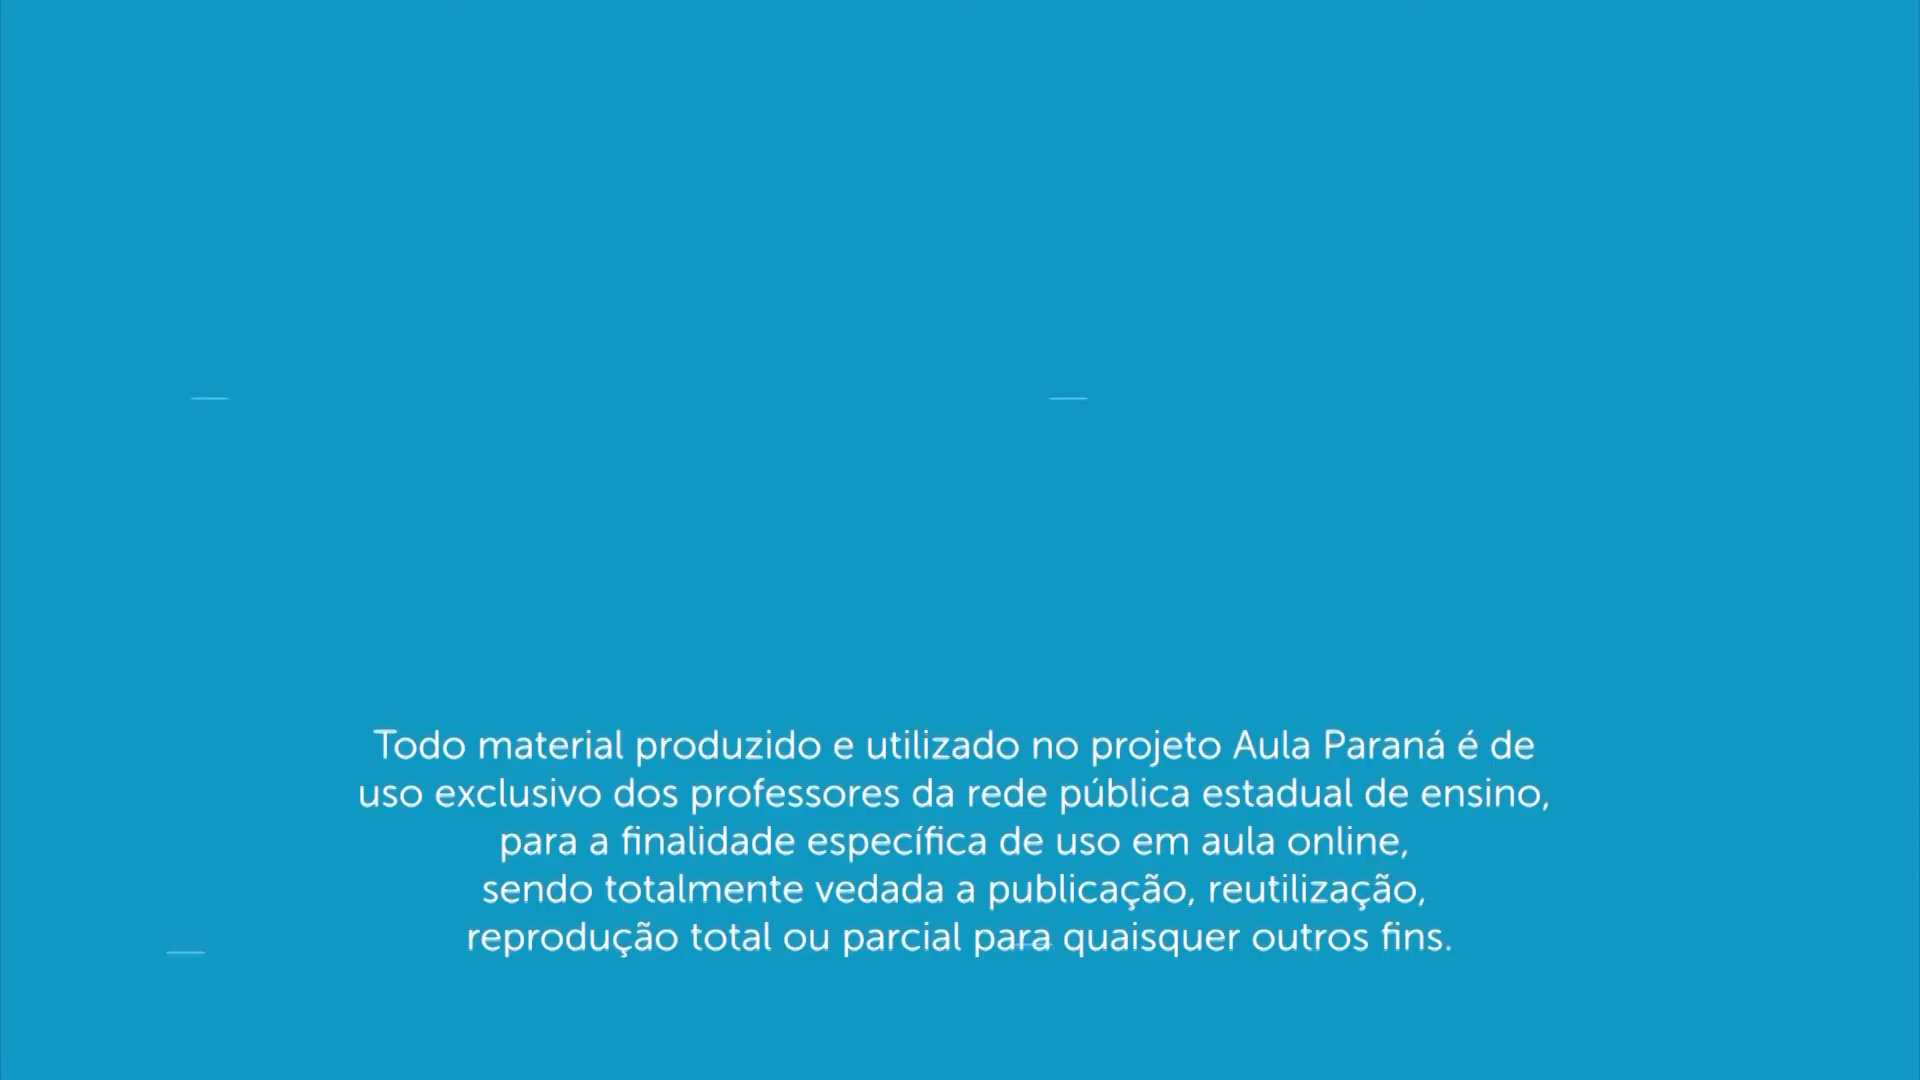 Todo material produzido e utilizado no projeto Aula Paraná é de
uso exclusivo dos professores da rede pública estadual de ensino,
para a finalidade específica de uso em aula online,
sendo totalmente vedada a publicação, reutilização,
reprodução total ou parcial para quaisquer outros fins.